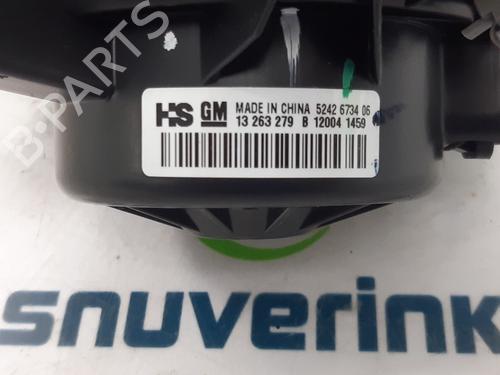 B-PARTS
HS GM MADE IN CHINA 5242 6734 06
13 263 279 B 12004 1459
snuverink